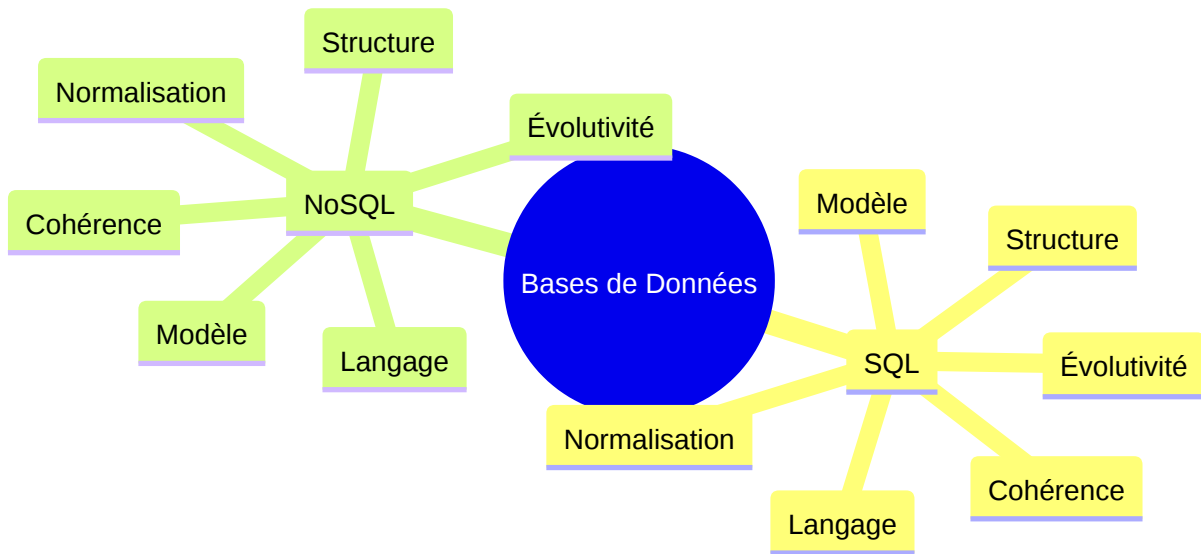 Structure
Normalisation
Évolutivité
NoSQL
Cohérence
Modèle
Langage
Bases de Données
Modèle
Structure
SQL
Évolutivité
Normalisation
Cohérence
Langage